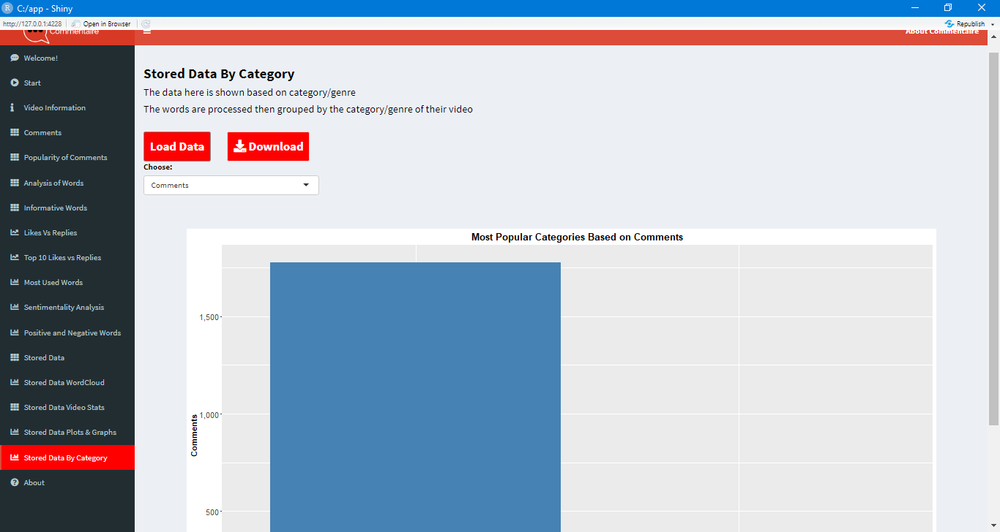 C:/app - Shiny
http://127.0.0.1:4228
Open in Browser
Republish
Commentaire
About Commentaire
Welcome!
Start
Video Information
Comments
Popularity of Comments
Analysis of Words
Informative Words
Likes Vs Replies
Top 10 Likes vs Replies
Most Used Words
Sentimentality Analysis
Positive and Negative Words
Stored Data
Stored Data WordCloud
Stored Data Video Stats
Stored Data Plots & Graphs
Stored Data By Category
About
Stored Data By Category
The data here is shown based on category/genre
The words are processed then grouped by the category/genre of their video
Load Data
Download
Choose:
Comments
Most Popular Categories Based on Comments
1,500
1,000
500
Comments